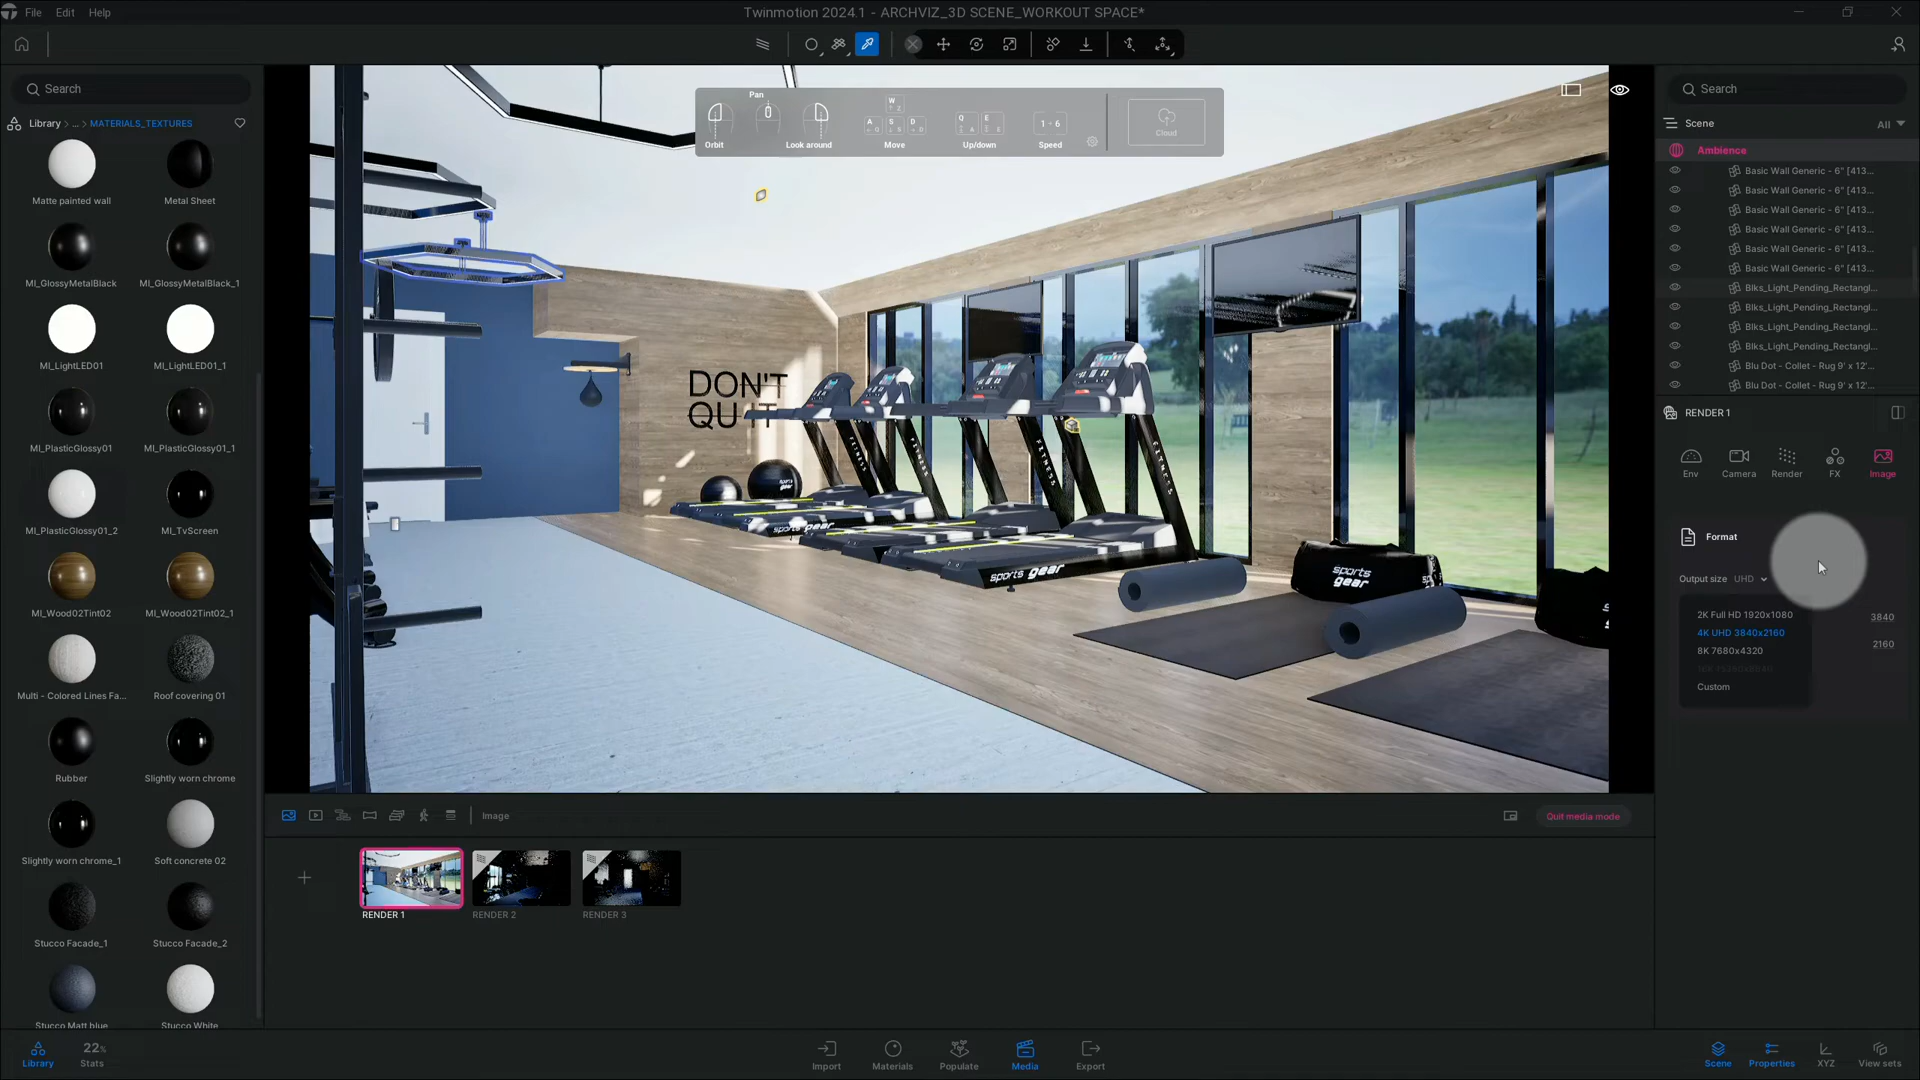 File Edit Help
Twinmotion 2024.1 - ARCHVIZ_3D SCENE_WORKOUT SPACE*
Search
Library > ... > MATERIALS_TEXTURES
Matte painted wall
Metal Sheet
MI_GlossyMetalBlack
MI_GlossyMetalBlack_1
MI_LightLED01
MI_LightLED01_1
MI_PlasticGlossy01
MI_PlasticGlossy01_1
MI_PlasticGlossy01_2
MI_TvScreen
MI_Wood02Tint02
MI_Wood02Tint02_1
Multi - Colored Lines Fa...
Roof covering 01
Rubber
Slightly worn chrome
Slightly worn chrome_1
Soft concrete 02
Stucco Facade_1
Stucco Facade_2
Stucco Matt blue
Stucco White
Library
22%
Stats
Pan
Orbit
Look around
W
A S D
Move
Q E
Up/down
1 - 6
Speed
Cloud
DON'T
QUIT
FITNESS
FITNESS
FITNESS
FITNESS
sports gear
sports gear
sports gear
Image
Quit media mode
RENDER 1
RENDER 2
RENDER 3
Import
Materials
Populate
Media
Export
Search
Scene
All
Ambience
Basic Wall Generic - 6" [413...
Basic Wall Generic - 6" [413...
Basic Wall Generic - 6" [413...
Basic Wall Generic - 6" [413...
Basic Wall Generic - 6" [413...
Basic Wall Generic - 6" [413...
Blks_Light_Pending_Rectangl...
Blks_Light_Pending_Rectangl...
Blks_Light_Pending_Rectangl...
Blks_Light_Pending_Rectangl...
Blu Dot - Collet - Rug 9' x 12'...
Blu Dot - Collet - Rug 9' x 12'...
RENDER 1
Env
Camera
Render
FX
Image
Format
Output size UHD
2K Full HD 1920x1080
3840
4K UHD 3840x2160
2160
8K 7680x4320
Custom
Scene
Properties
XYZ
View sets